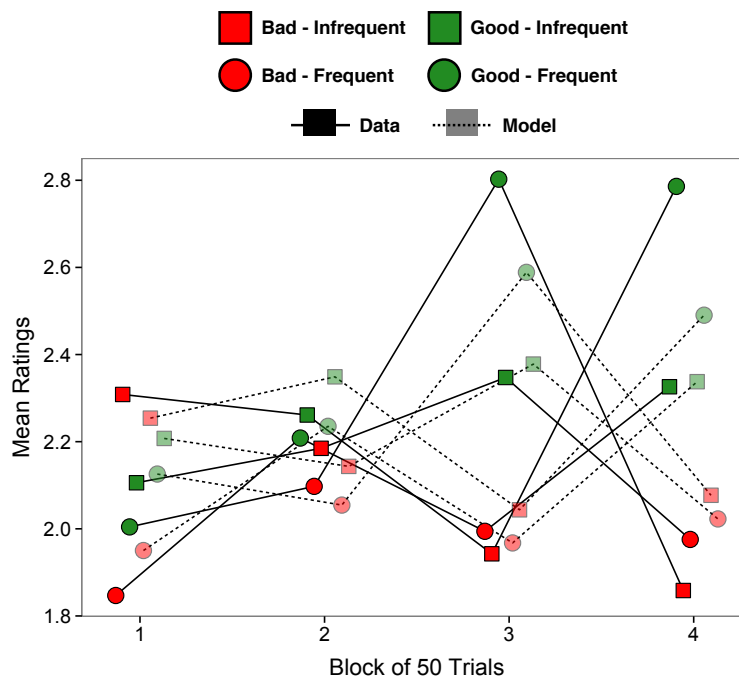 Bad - Infrequent Good - Infrequent
Bad - Frequent Good - Frequent
Data Model
2.8
2.6
2.4
2.2
2.0
1.8
Mean Ratings
1 2 3 4
Block of 50 Trials